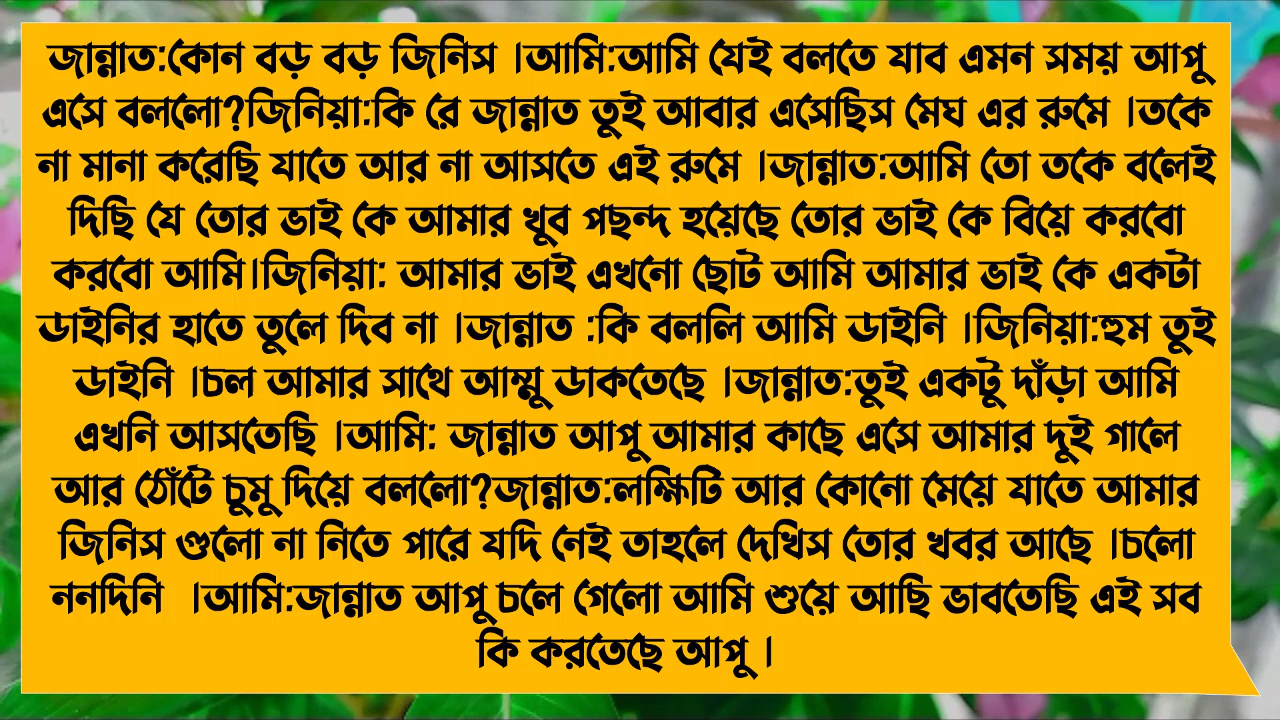 জান্নাত:কোন বড় বড় জিনিস ।আমি:আমি যেই বলতে যাব এমন সময় আপু
এসে বললো?জিনিয়া:কি রে জান্নাত তুই আবার এসেছিস মেঘ এর রুমে ।তকে
না মানা করেছি যাতে আর না আসতে এই রুমে ।জান্নাত:আমি তো তকে বলেই
দিছি যে তোর ভাই কে আমার খুব পছন্দ হয়েছে তোর ভাই কে বিয়ে করবো
করবো আমি।জিনিয়া: আমার ভাই এখনো ছোট আমি আমার ভাই কে একটা
ডাইনির হাতে তুলে দিব না ।জান্নাত :কি বললি আমি ডাইনি ।জিনিয়া:হুম তুই
ডাইনি ।চল আমার সাথে আম্মু ডাকতেছে ।জান্নাত:তুই একটু দাঁড়া আমি
এখনি আসতেছি ।আমি: জান্নাত আপু আমার কাছে এসে আমার দুই গালে
আর ঠোঁটে চুমু দিয়ে বললো?জান্নাত:লক্ষিটি আর কোনো মেয়ে যাতে আমার
জিনিস গুলো না নিতে পারে যদি নেই তাহলে দেখিস তোর খবর আছে ।চলো
ননদিনি ।আমি:জান্নাত আপু চলে গেলো আমি শুয়ে আছি ভাবতেছি এই সব
কি করতেছে আপু ।